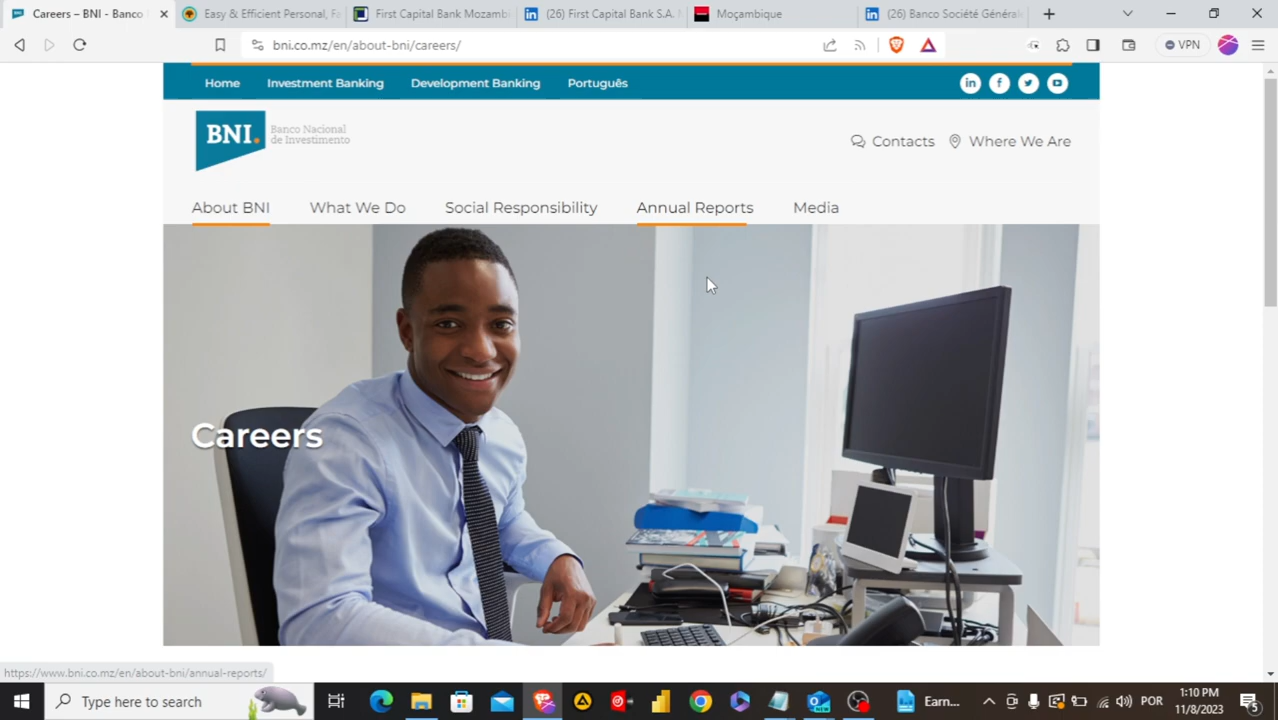 Careers – BNI - Banco
Easy & Efficient Personal, Fa
First Capital Bank Mozambi
(26) First Capital Bank S.A.
Moçambique
(26) Banco Société Générale
bni.co.mz/en/about-bni/careers/
VPN
Home Investment Banking Development Banking Português
BNI. Banco Nacional
de Investimento
Contacts Where We Are
About BNI What We Do Social Responsibility Annual Reports Media
Careers
https://www.bni.co.mz/en/about-bni/annual-reports/
Type here to search
Earn...
POR
1:10 PM
11/8/2023
5